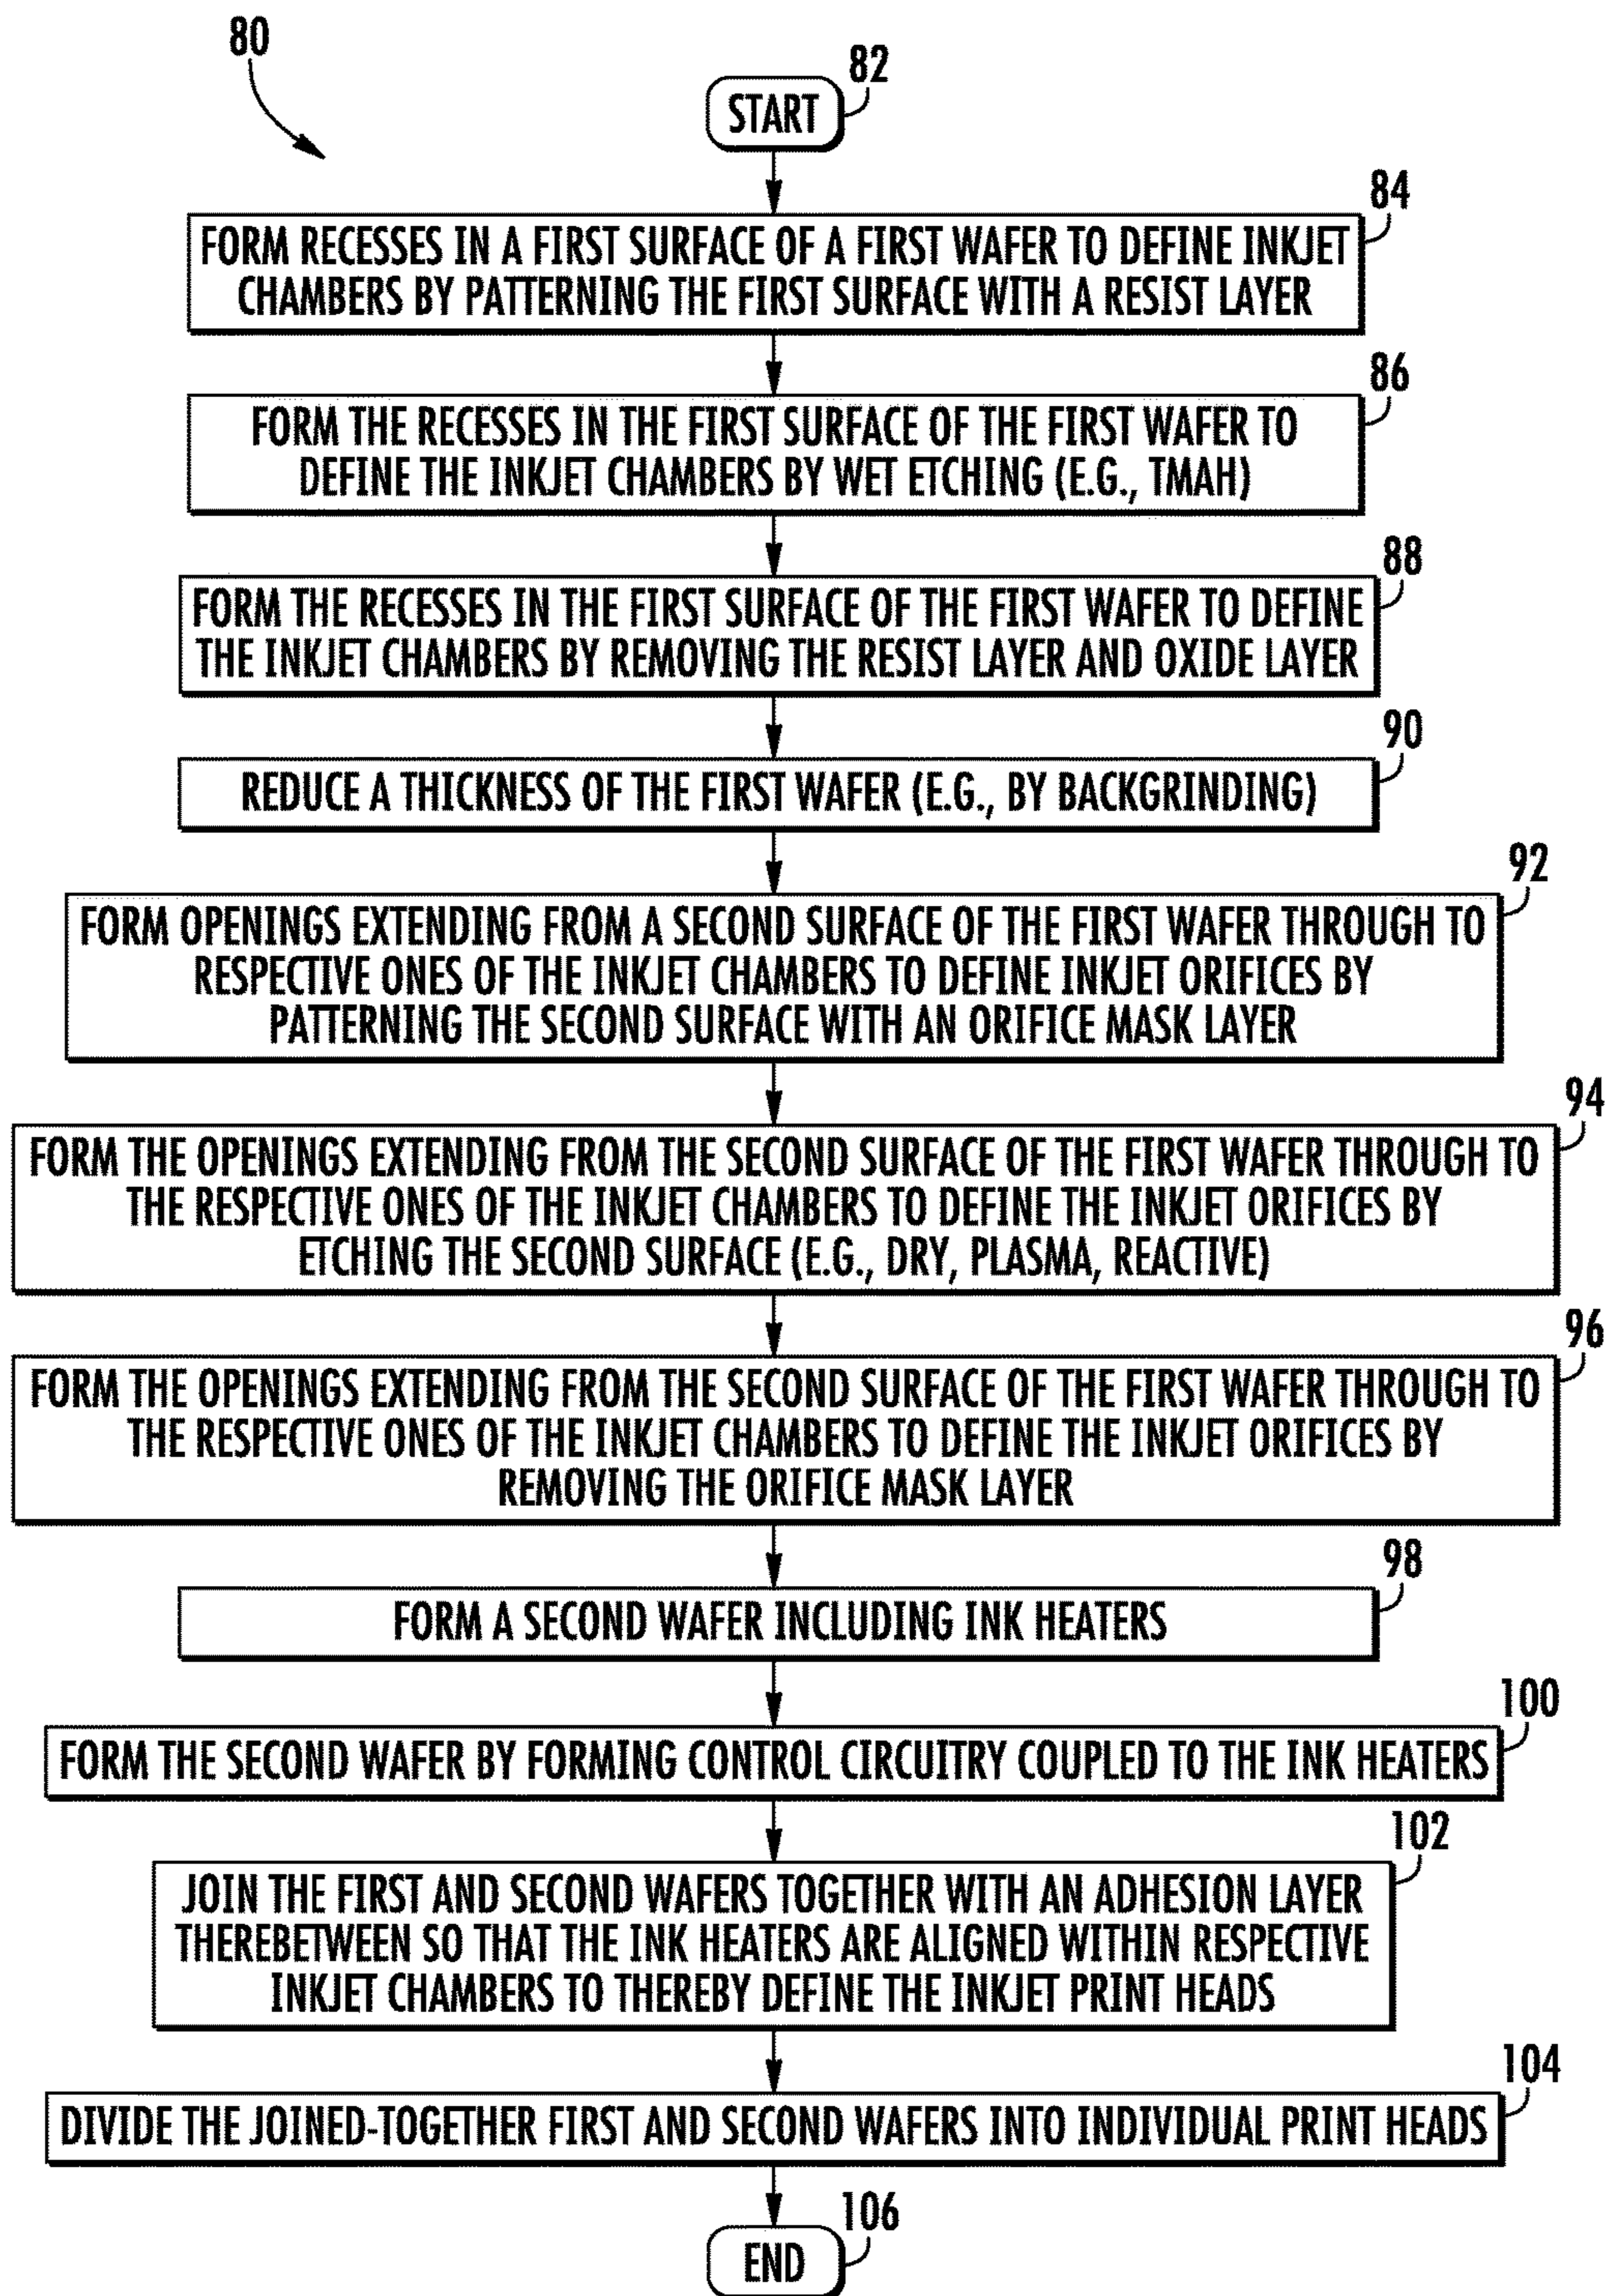 80
82
START
84
FORM RECESSES IN A FIRST SURFACE OF A FIRST WAFER TO DEFINE INKJET
CHAMBERS BY PATTERNING THE FIRST SURFACE WITH A RESIST LAYER
86
FORM THE RECESSES IN THE FIRST SURFACE OF THE FIRST WAFER TO
DEFINE THE INKJET CHAMBERS BY WET ETCHING (E.G., TMAH)
88
FORM THE RECESSES IN THE FIRST SURFACE OF THE FIRST WAFER TO DEFINE
THE INKJET CHAMBERS BY REMOVING THE RESIST LAYER AND OXIDE LAYER
90
REDUCE A THICKNESS OF THE FIRST WAFER (E.G., BY BACKGRINDING)
92
FORM OPENINGS EXTENDING FROM A SECOND SURFACE OF THE FIRST WAFER THROUGH TO
RESPECTIVE ONES OF THE INKJET CHAMBERS TO DEFINE INKJET ORIFICES BY
PATTERNING THE SECOND SURFACE WITH AN ORIFICE MASK LAYER
94
FORM THE OPENINGS EXTENDING FROM THE SECOND SURFACE OF THE FIRST WAFER THROUGH TO
THE RESPECTIVE ONES OF THE INKJET CHAMBERS TO DEFINE THE INKJET ORIFICES BY
ETCHING THE SECOND SURFACE (E.G., DRY, PLASMA, REACTIVE)
96
FORM THE OPENINGS EXTENDING FROM THE SECOND SURFACE OF THE FIRST WAFER THROUGH TO
THE RESPECTIVE ONES OF THE INKJET CHAMBERS TO DEFINE THE INKJET ORIFICES BY
REMOVING THE ORIFICE MASK LAYER
98
FORM A SECOND WAFER INCLUDING INK HEATERS
100
FORM THE SECOND WAFER BY FORMING CONTROL CIRCUITRY COUPLED TO THE INK HEATERS
102
JOIN THE FIRST AND SECOND WAFERS TOGETHER WITH AN ADHESION LAYER
THEREBETWEEN SO THAT THE INK HEATERS ARE ALIGNED WITHIN RESPECTIVE
INKJET CHAMBERS TO THEREBY DEFINE THE INKJET PRINT HEADS
104
DIVIDE THE JOINED-TOGETHER FIRST AND SECOND WAFERS INTO INDIVIDUAL PRINT HEADS
106
END